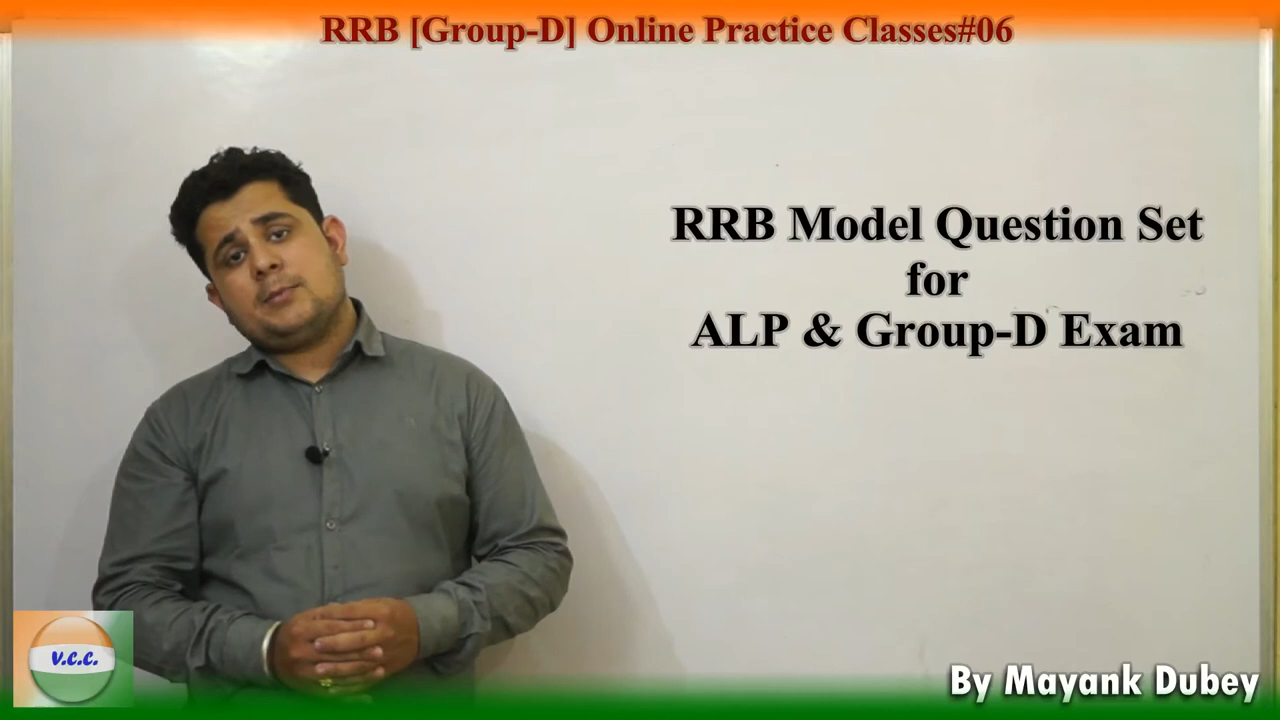 RRB [Group-D] Online Practice Classes#06
RRB Model Question Set
for
ALP & Group-D Exam
V.C.C.
By Mayank Dubey